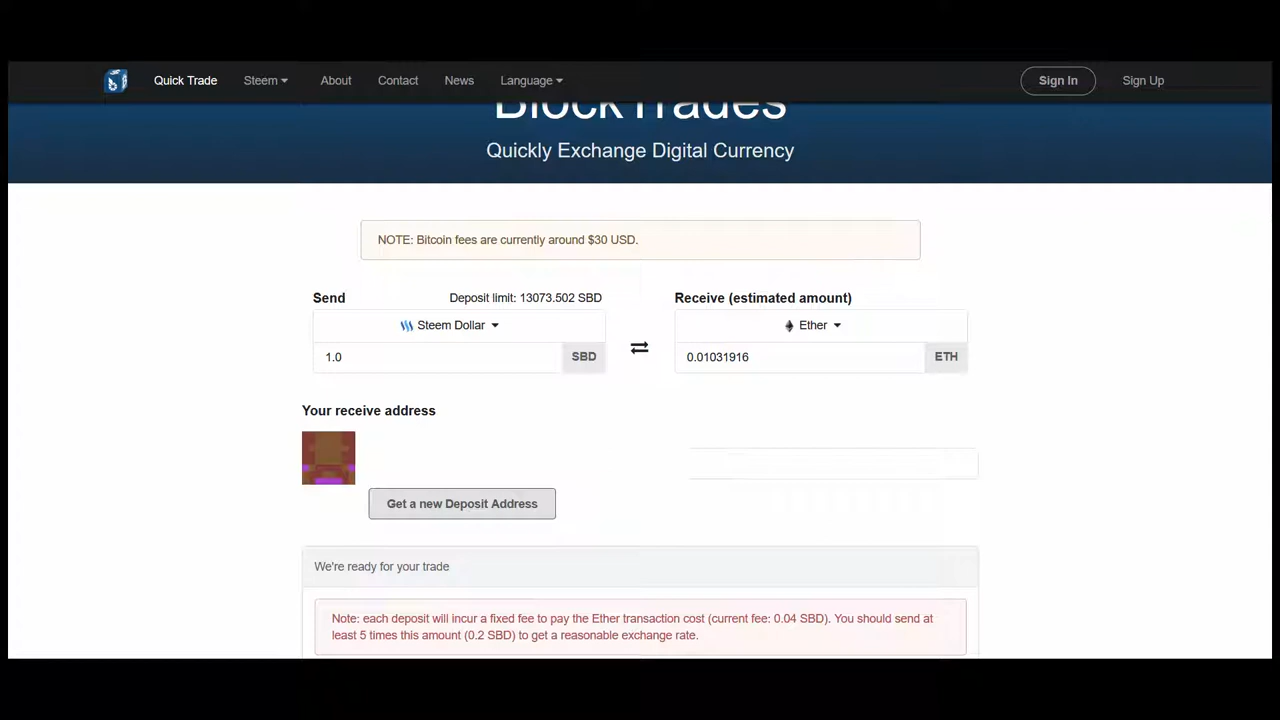 Quick Trade Steem About Contact News Language Sign In Sign Up
BlockTrades
Quickly Exchange Digital Currency
NOTE: Bitcoin fees are currently around $30 USD.
Send Deposit limit: 13073.502 SBD Receive (estimated amount)
Steem Dollar Ether
1.0 SBD 0.01031916 ETH
Your receive address
Get a new Deposit Address
We're ready for your trade
Note: each deposit will incur a fixed fee to pay the Ether transaction cost (current fee: 0.04 SBD). You should send at
least 5 times this amount (0.2 SBD) to get a reasonable exchange rate.